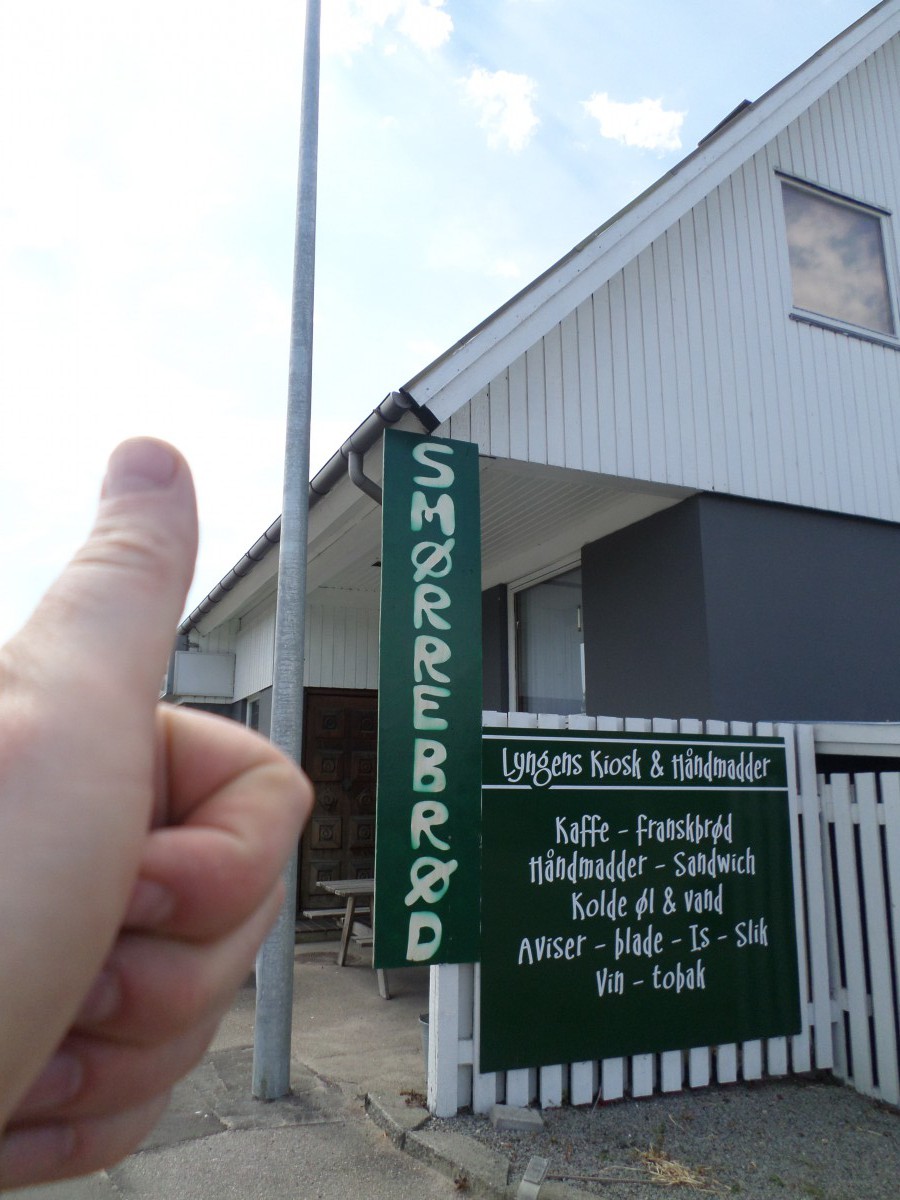 SMØRREBRØD
Lyngens Kiosk & Håndmadder
Kaffe - franskbrød
Håndmadder - Sandwich
Kolde øl & vand
Aviser - blade - Is - Slik
Vin - tobak